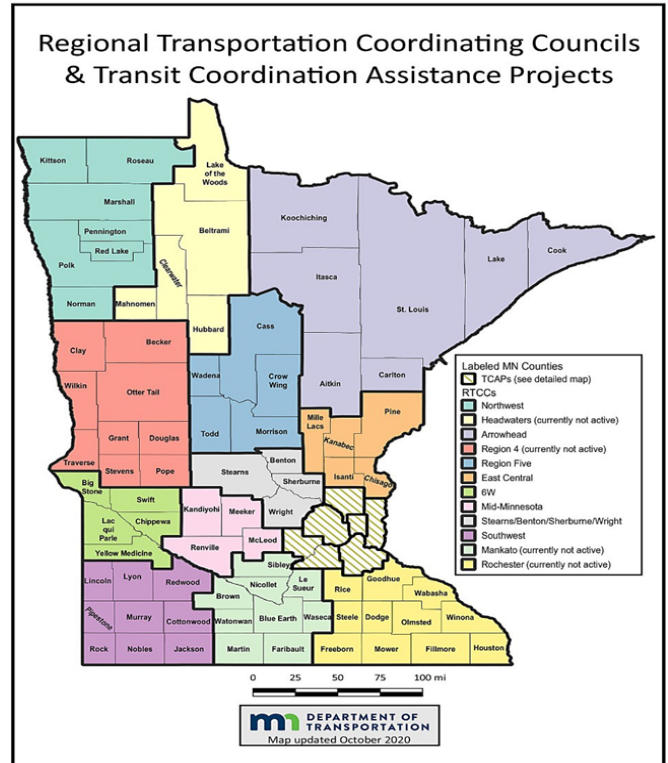 Regional Transportation Coordinating Councils
& Transit Coordination Assistance Projects
Kittson
Roseau
Lake
of the
Woods
Marshall
Koochiching
Pennington
Beltrami
Red Lake
Cook
Lake
Polk
Clearwater
Itasca
St. Louis
Norman
Mahnomen
Hubbard
Cass
Clay
Becker
Wadena
Crow
Wing
Aitkin
Carlton
Wilkin
Otter Tail
Mille
Lacs
Pine
Kanabec
Grant
Douglas
Todd
Morrison
Traverse
Stevens
Pope
Benton
Isanti
Chisago
Stearns
Sherburne
Big
Stone
Swift
Wright
Kandiyohi
Meeker
Lac
qui
Parle
Chippewa
McLeod
Renville
Yellow Medicine
Sibley
Lincoln
Lyon
Redwood
Nicollet
Le
Sueur
Rice
Goodhue
Wabasha
Brown
Pipestone
Murray
Cottonwood
Watonwan
Blue Earth
Waseca
Steele
Dodge
Olmsted
Winona
Rock
Nobles
Jackson
Martin
Faribault
Freeborn
Mower
Fillmore
Houston
Labeled MN Counties
TCAPs (see detailed map)
RTCCs
Northwest
Headwaters (currently not active)
Arrowhead
Region 4 (currently not active)
Region Five
East Central
6W
Mid-Minnesota
Stearns/Benton/Sherburne/Wright
Southwest
Mankato (currently not active)
Rochester (currently not active)
0 25 50 75 100 mi
mn DEPARTMENT OF
TRANSPORTATION
Map updated October 2020